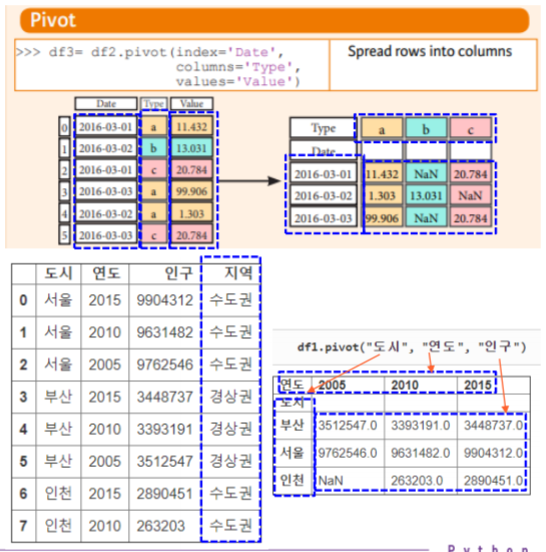 Pivot
>>> df3= df2.pivot(index='Date',
columns='Type',
values='Value')
Spread rows into columns
Date Type Value
0 2016-03-01 a 11.432
1 2016-03-02 b 13.031
2 2016-03-01 c 20.784
3 2016-03-03 a 99.906
4 2016-03-02 a 1.303
5 2016-03-03 c 20.784
Type a b c
Date
2016-03-01 11.432 NaN 20.784
2016-03-02 1.303 13.031 NaN
2016-03-03 99.906 NaN 20.784
도시 연도 인구 지역
0 서울 2015 9904312 수도권
1 서울 2010 9631482 수도권
2 서울 2005 9762546 수도권
3 부산 2015 3448737 경상권
4 부산 2010 3393191 경상권
5 부산 2005 3512547 경상권
6 인천 2015 2890451 수도권
7 인천 2010 263203 수도권
df1.pivot("도시", "연도", "인구")
연도 2005 2010 2015
도시
부산 3512547.0 3393191.0 3448737.0
서울 9762546.0 9631482.0 9904312.0
인천 NaN 263203.0 2890451.0
Python